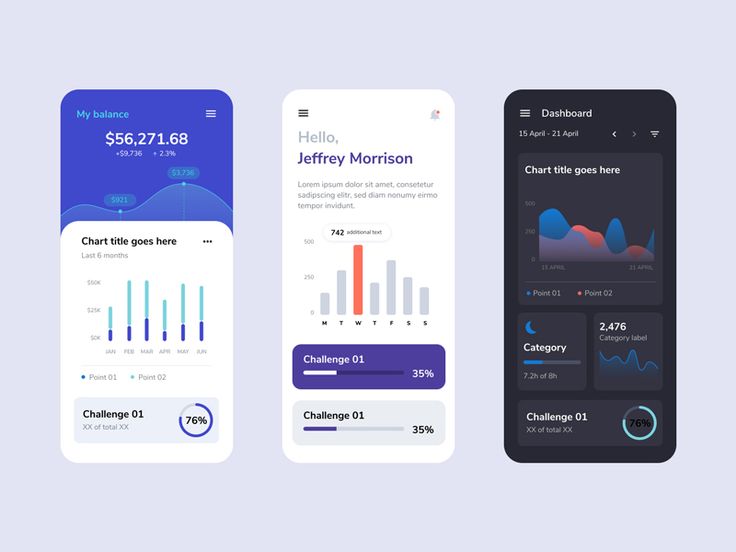 My balance
$56,271.68
+$9,736 + 2.3%
$3,736
$921
Chart title goes here
Last 6 months
$50K
$25K
$0K
JAN FEB MAR APR MAY JUN
Point 01 Point 02
Challenge 01
XX of total XX
76%
Hello,
Jeffrey Morrison
Lorem ipsum dolor sit amet, consetetur
sadipscing elitr, sed diam nonumy eirmo
tempor invidunt.
742 additional text
500
250
0
M T W T F S S
Challenge 01
35%
Challenge 01
35%
Dashboard
15 April - 21 April
Chart title goes here
500
250
0
15 APRIL 21 APRIL
Point 01 Point 02
Category
7.2h of 8h
2,476
Category label
Challenge 01
XX of total XX
76%